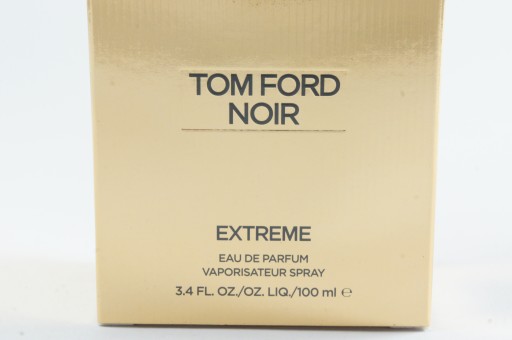 TOM FORD
NOIR
EXTREME
EAU DE PARFUM
VAPORISATEUR SPRAY
3.4 FL. OZ./OZ. LIQ./100 ml ℮